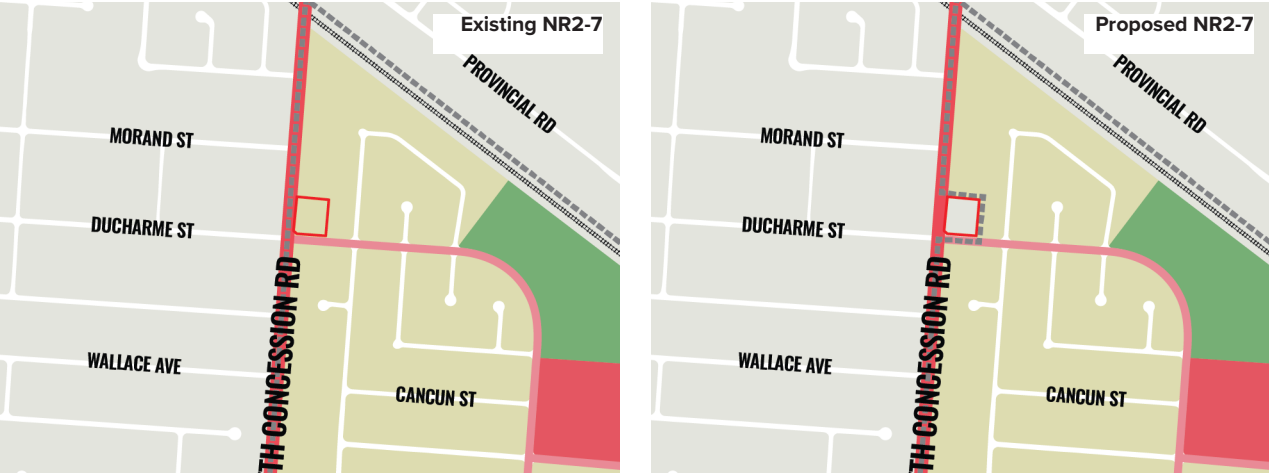 Existing NR2-7
PROVINCIAL RD
MORAND ST
DUCHARME ST
TH CONCESSION RD
WALLACE AVE
CANCUN ST
Proposed NR2-7
PROVINCIAL RD
MORAND ST
DUCHARME ST
TH CONCESSION RD
WALLACE AVE
CANCUN ST